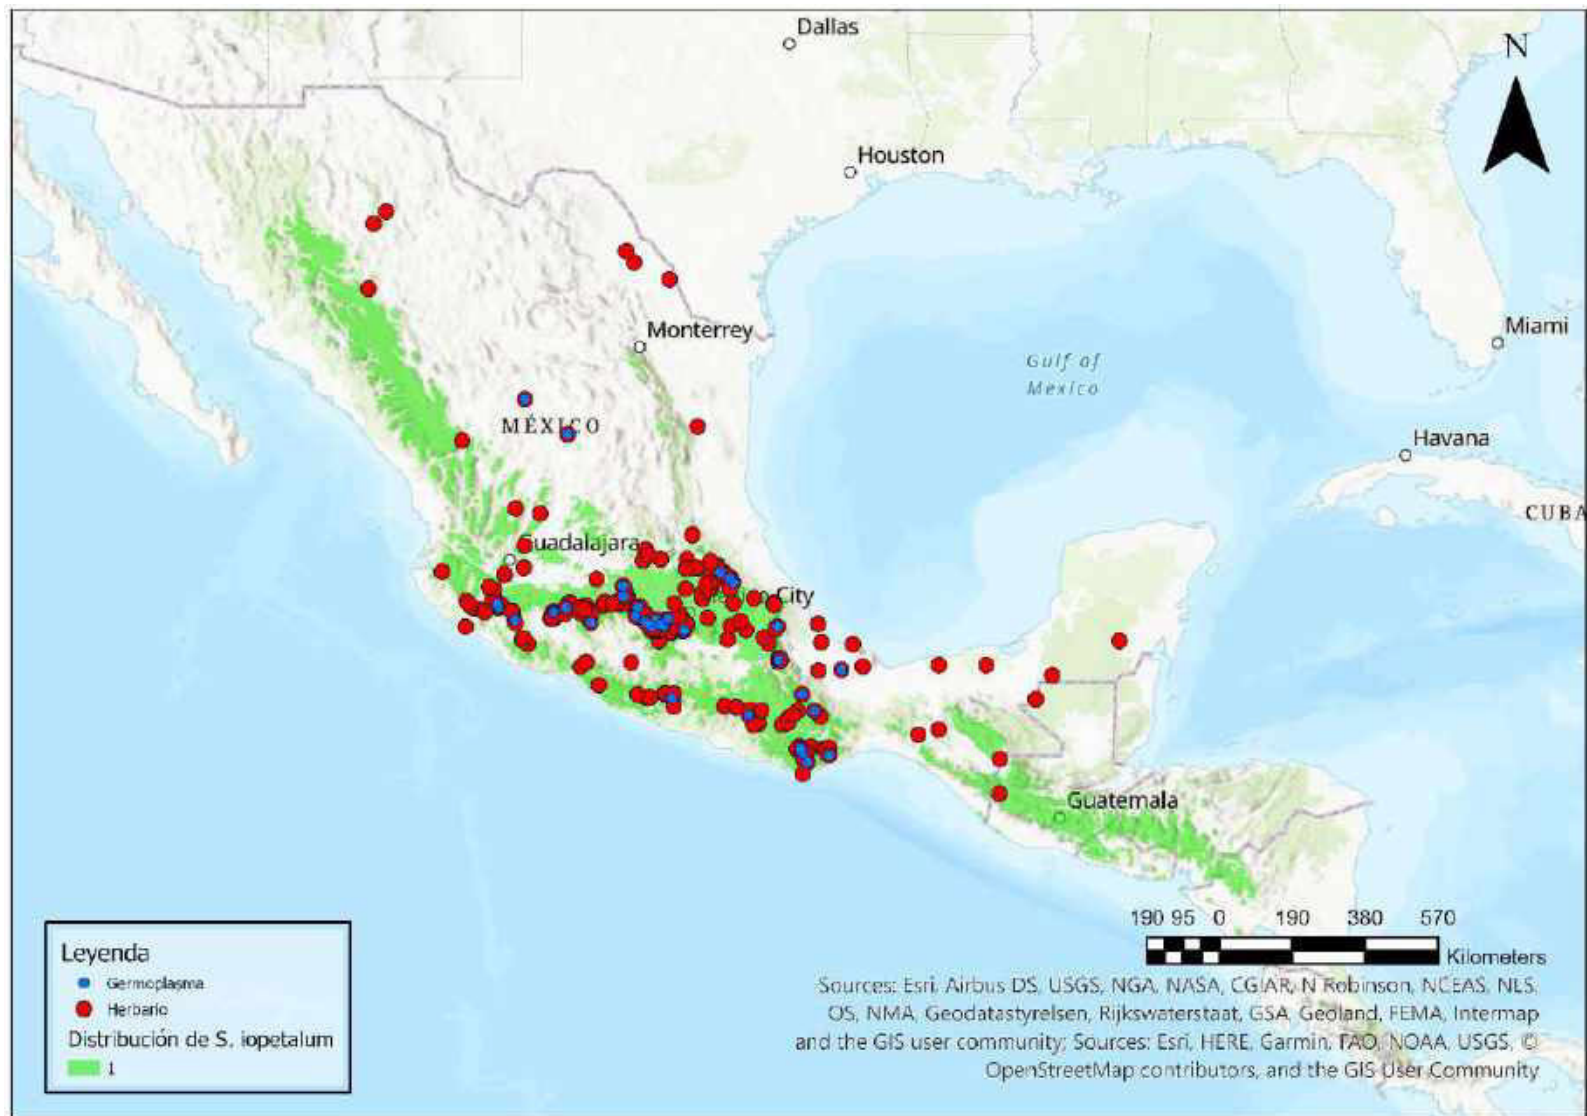 Dallas
N
Houston
Monterrey
Miami
Gulf of
Mexico
MÉXICO
Havana
CUBA
Guadalajara
Mexico City
Guatemala
190 95 0 190 380 570
Kilometers
Leyenda
Germoplasma
Herbario
Distribución de S. iopetalum
1
Sources: Esri, Airbus DS, USGS, NGA, NASA, CGIAR, N Robinson, NCEAS, NLS,
OS, NMA, Geodatastyrelsen, Rijkswaterstaat, GSA, Geoland, FEMA, Intermap
and the GIS user community; Sources: Esri, HERE, Garmin, FAO, NOAA, USGS, ©
OpenStreetMap contributors, and the GIS User Community